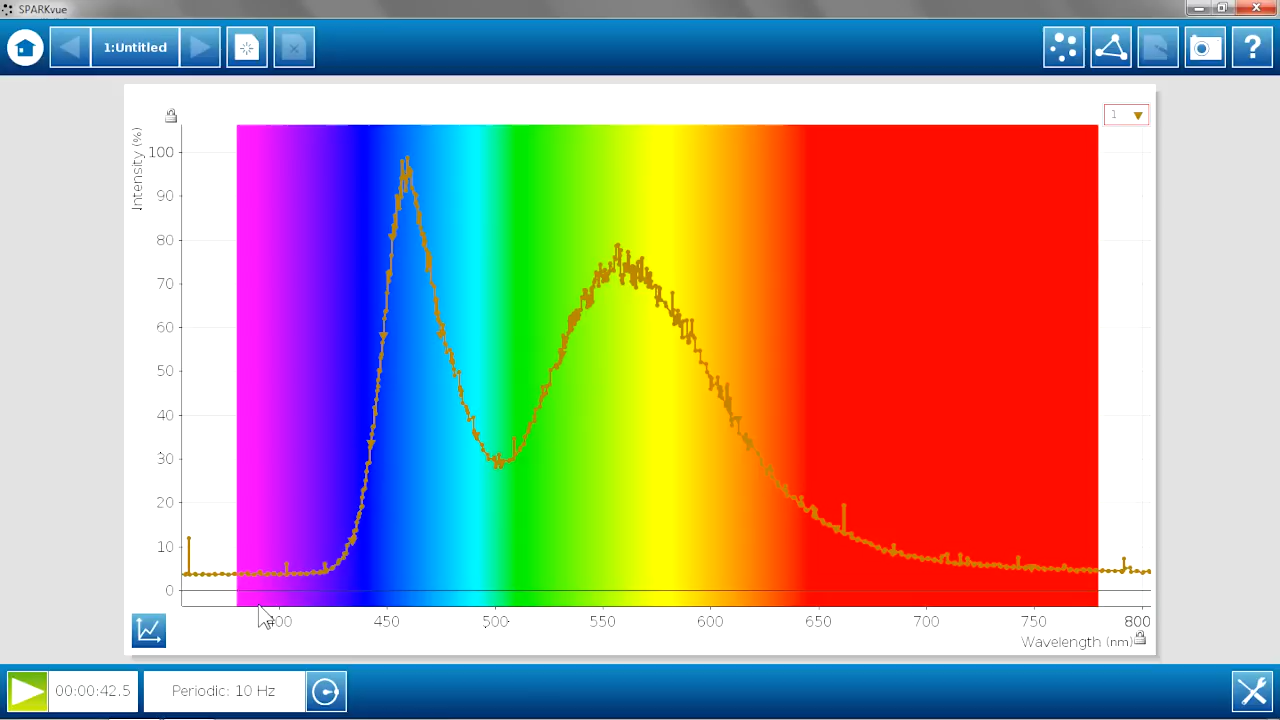 SPARKvue
1:Untitled
?
1
Intensity (%)
100
90
80
70
60
50
40
30
20
10
0
400 450 500 550 600 650 700 750 800
Wavelength (nm)
00:00:42.5
Periodic: 10 Hz